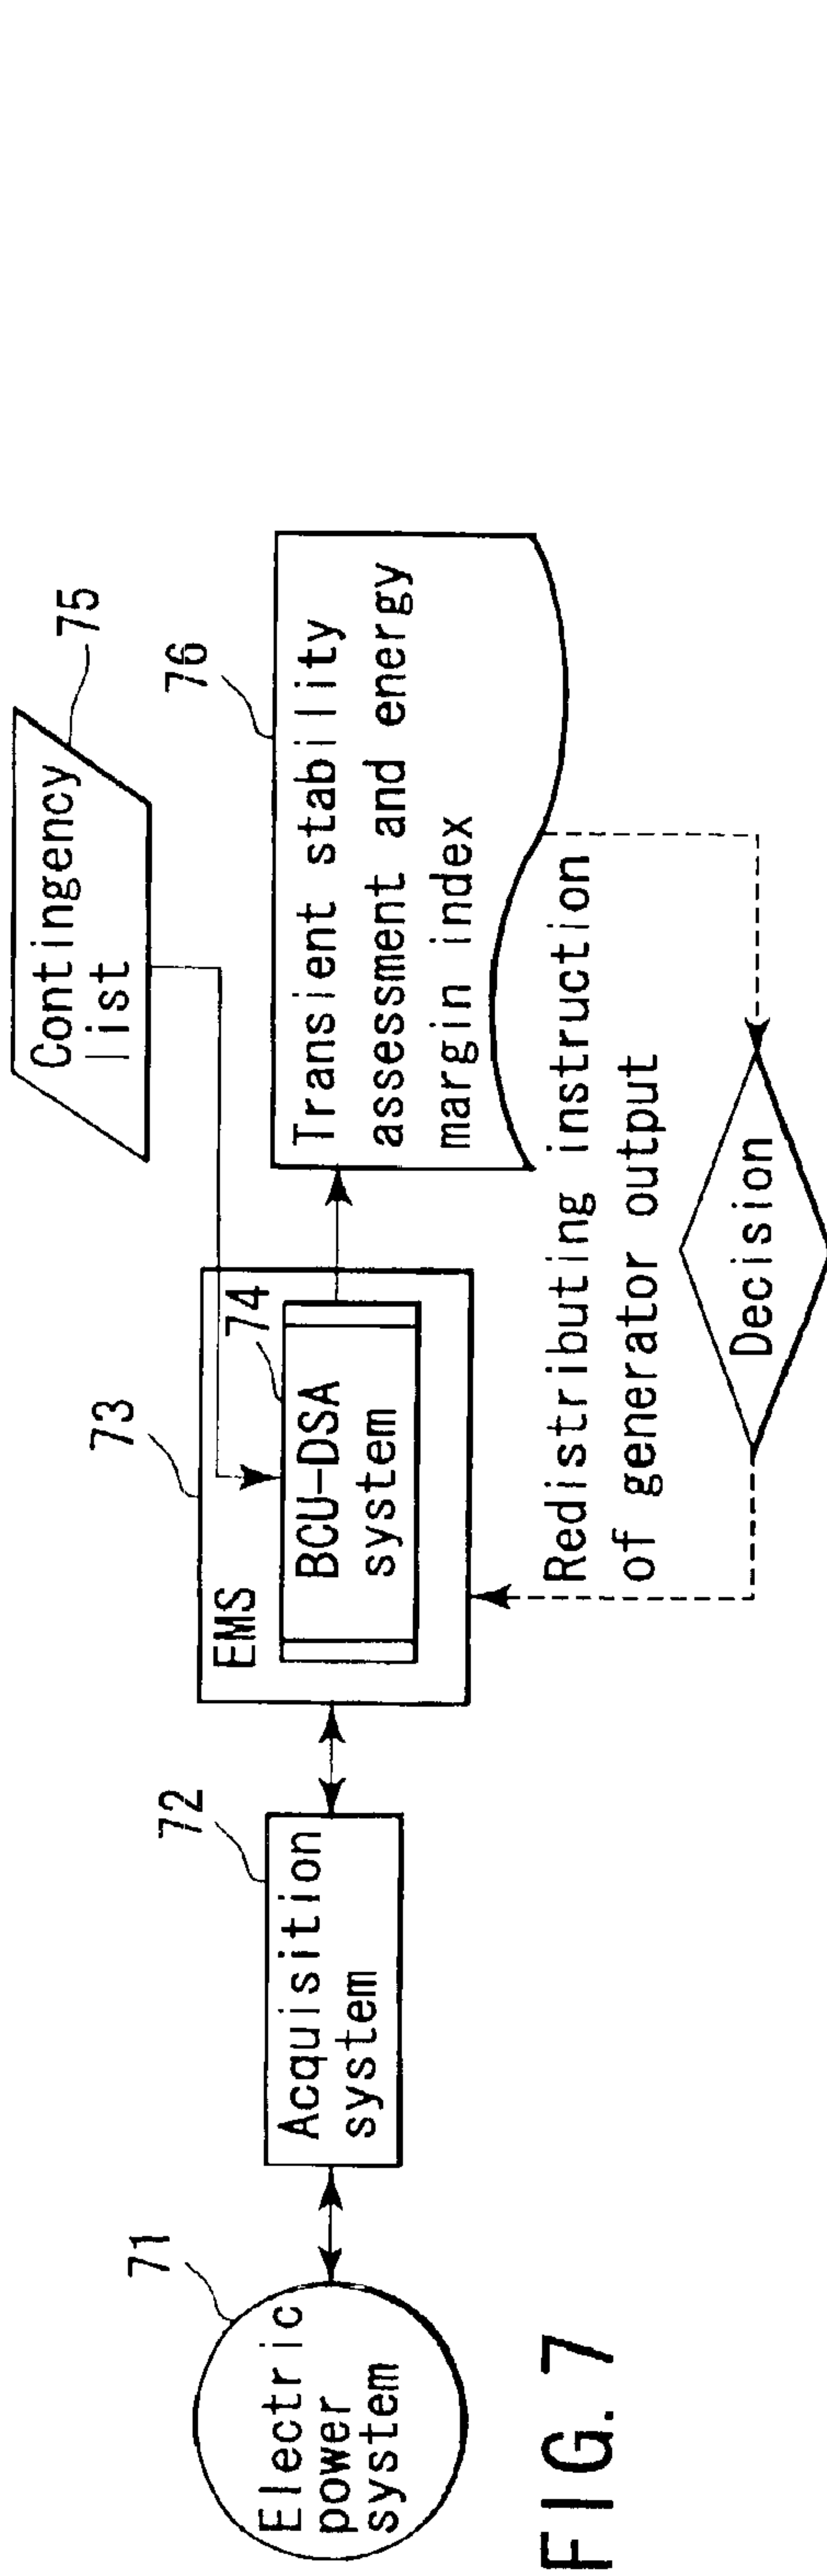 75
Contingency
list
76
Transient stability
assessment and energy
margin index
73
EMS
74
BCU-DSA
system
72
Acquisition
system
71
Electric
power
system
Redistributing instruction
of generator output
Decision
FIG. 7